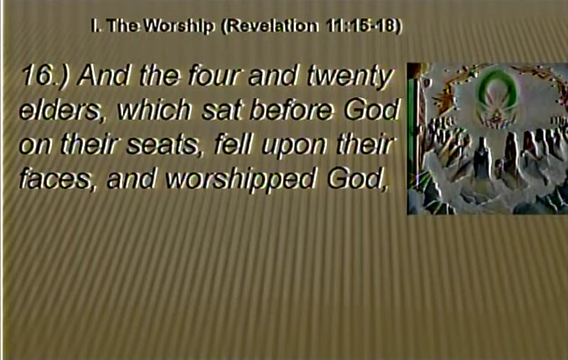 I. The Worship (Revelation 11:15-18)
16.) And the four and twenty
elders, which sat before God
on their seats, fell upon their
faces, and worshipped God,